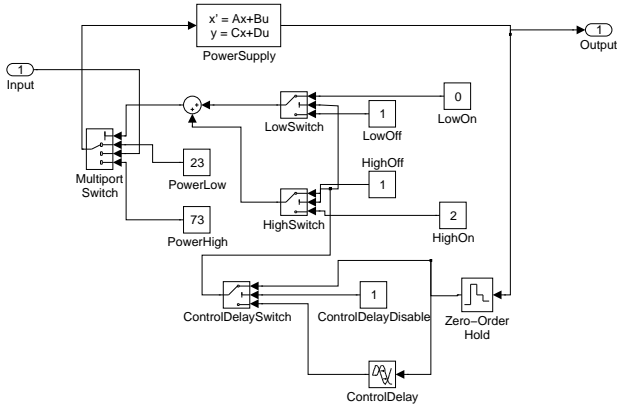 x' = Ax+Bu
y = Cx+Du
PowerSupply
1
Output
1
Input
0
LowOn
LowSwitch
1
LowOff
Multiport
Switch
23
PowerLow
HighOff
1
HighSwitch
73
PowerHigh
2
HighOn
ControlDelaySwitch
1
ControlDelayDisable
Zero−Order
Hold
ControlDelay